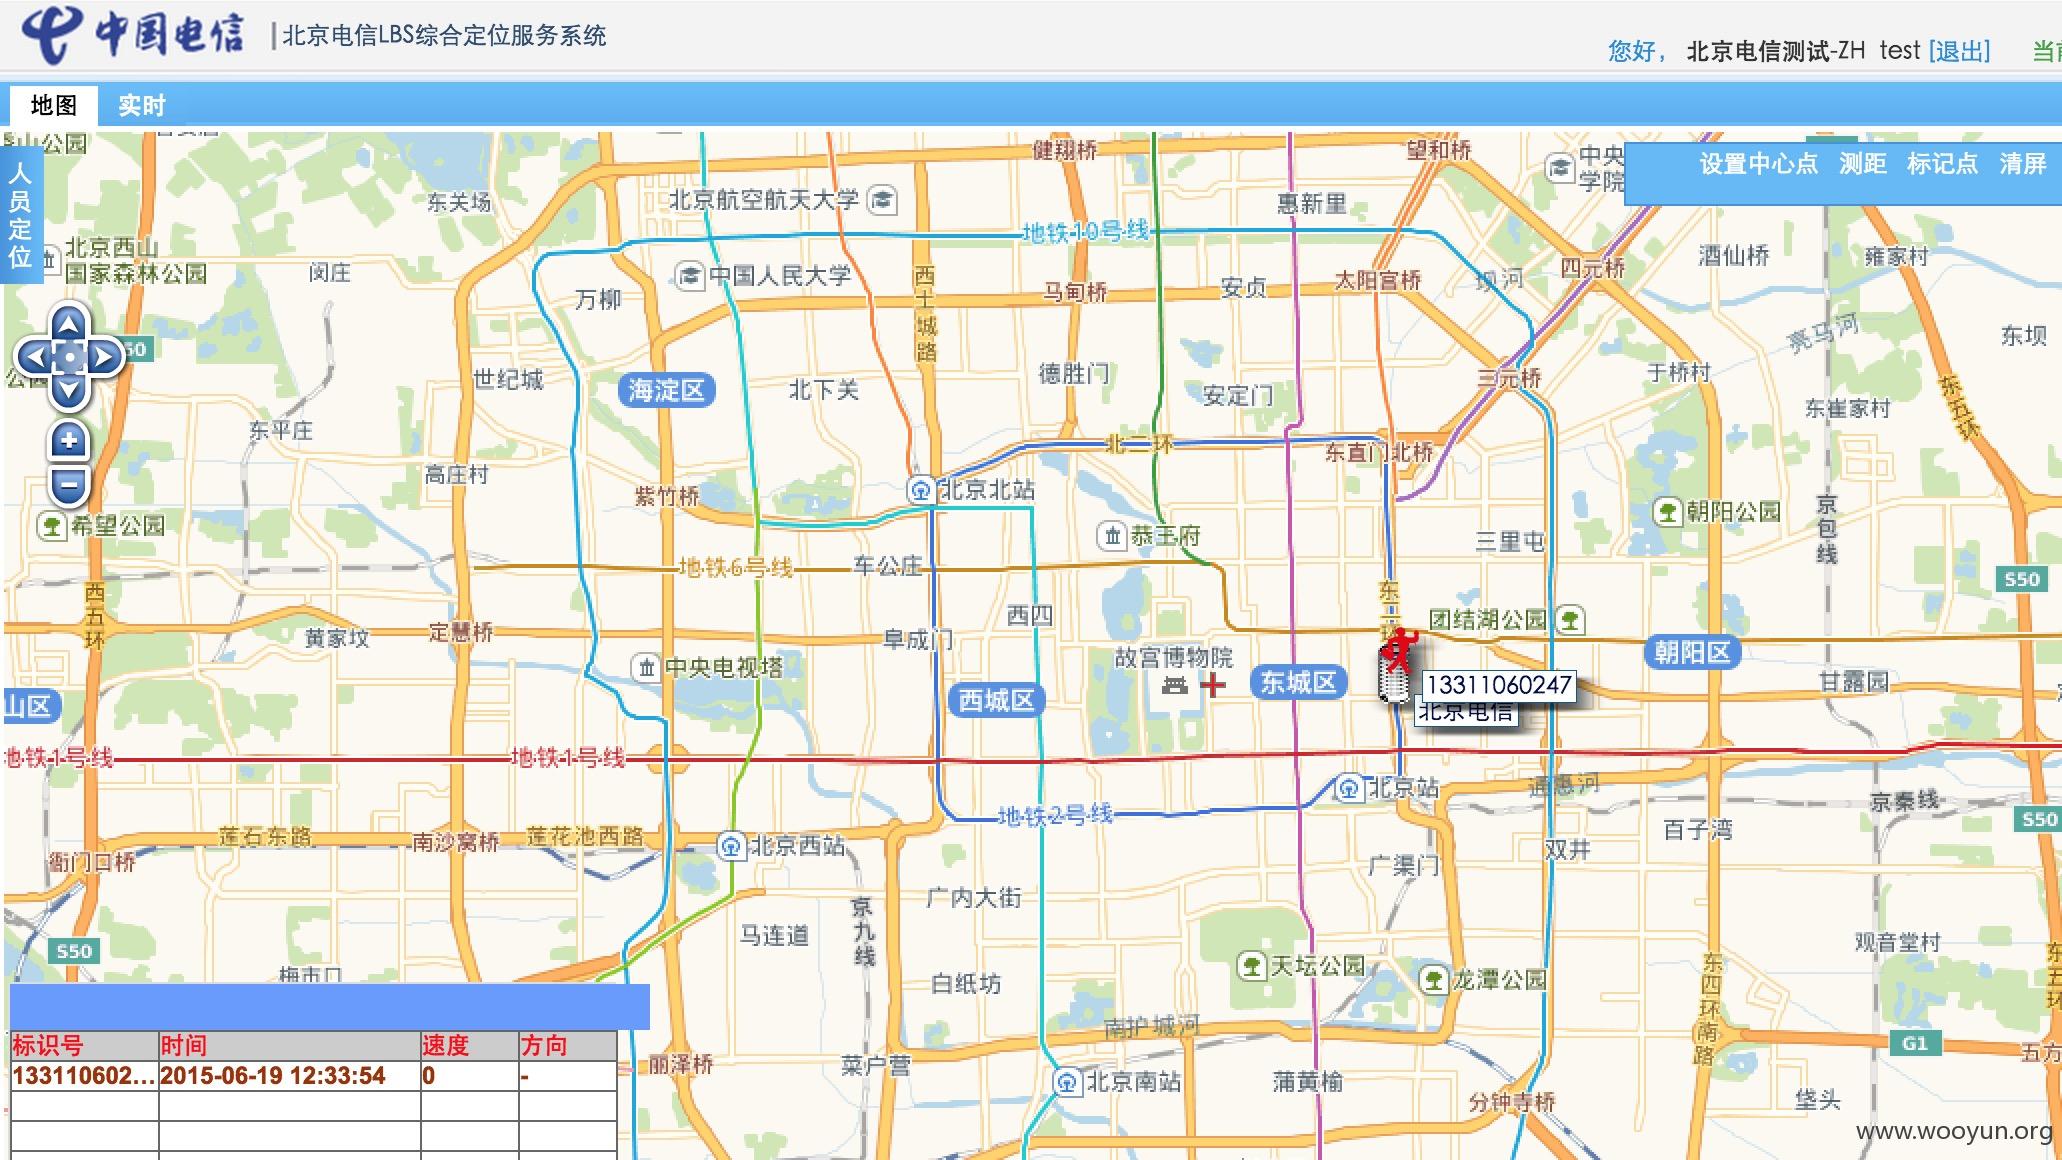 中国电信
北京电信LBS综合定位服务系统
您好， 北京电信测试-ZH test [退出]
地图 实时
设置中心点 测距 标记点 清屏
人员定位
健翔桥
望和桥
东关场
北京航空航天大学
惠新里
地铁10号线
北京西山
国家森林公园
闵庄
中国人民大学
万柳
西土城路
马甸桥
安贞
太阳宫桥
坝河
四元桥
酒仙桥
雍家村
亮马河
东坝
世纪城
海淀区
北下关
德胜门
安定门
三元桥
于桥村
东崔家村
东五环
东平庄
高庄村
北二环
东直门北桥
紫竹桥
北京北站
希望公园
恭王府
三里屯
朝阳公园
京包线
地铁6号线
车公庄
S50
西五环
黄家坟
定慧桥
阜成门
西四
东二环
团结湖公园
朝阳区
中央电视塔
故宫博物院
西城区
东城区
13311060247
北京电信
甘露园
山区
地铁1号线
地铁1号线
北京站
通惠河
地铁2号线
京秦线
S50
莲石东路
南沙窝桥
莲花池西路
北京西站
百子湾
双井
衙门口桥
广渠门
广内大街
京九线
马连道
S50
梅市口
白纸坊
天坛公园
龙潭公园
观音堂村
东四环南路
南护城河
G1
丽泽桥
菜户营
北京南站
蒲黄榆
分钟寺桥
垡头
标识号 时间 速度 方向
133110602... 2015-06-19 12:33:54 0 -
www.wooyun.org